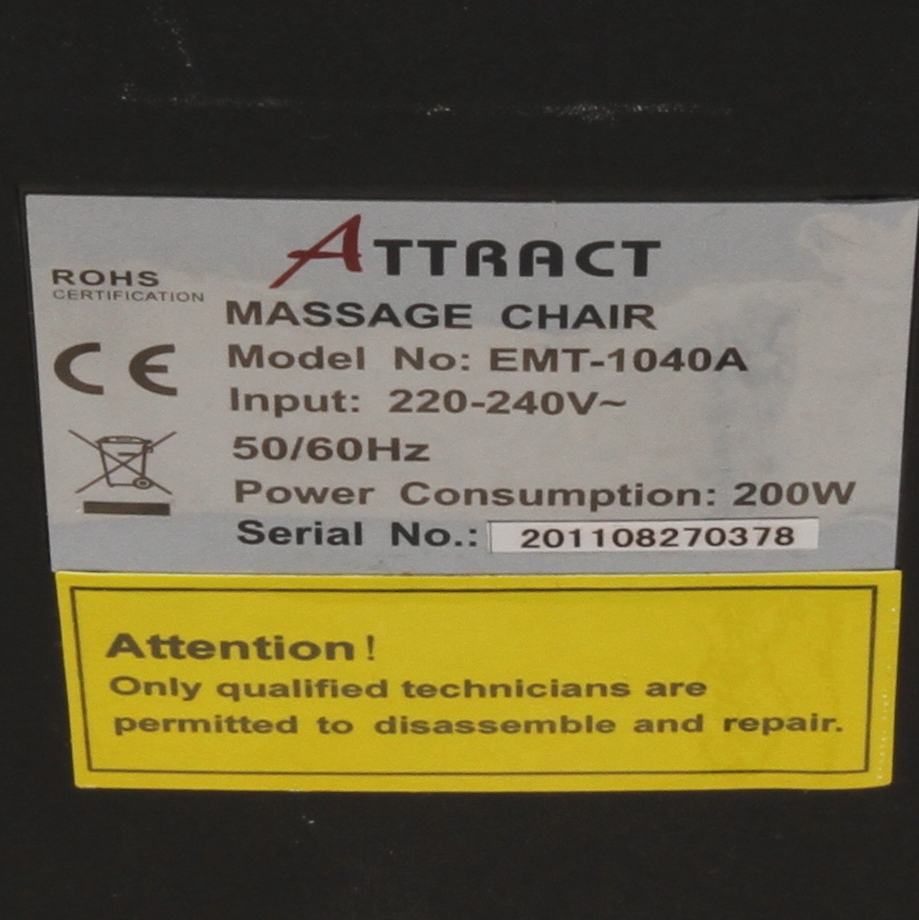 ATTRACT
ROHS
CERTIFICATION
MASSAGE CHAIR
CE
Model No: EMT-1040A
Input: 220-240V~
50/60Hz
Power Consumption: 200W
Serial No.: 201108270378
Attention!
Only qualified technicians are
permitted to disassemble and repair.